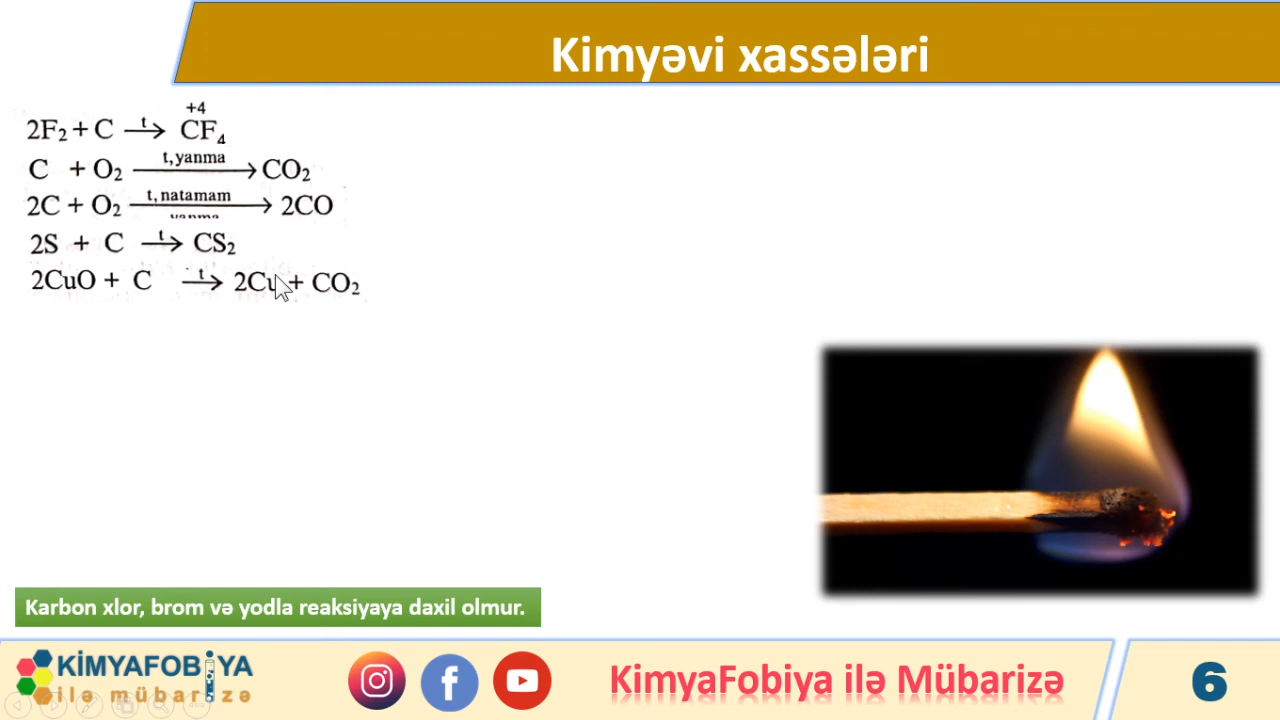 Kimyəvi xassələri
+4
2F₂ + C →t CF₄
C + O₂ →t, yanma CO₂
2C + O₂ →t, natamam yanma 2CO
2S + C →t CS₂
2CuO + C →t 2Cu + CO₂
Karbon xlor, brom və yodla reaksiyaya daxil olmur.
KİMYAFOBİYA
ilə mübarizə
KimyaFobiya ilə Mübarizə
6